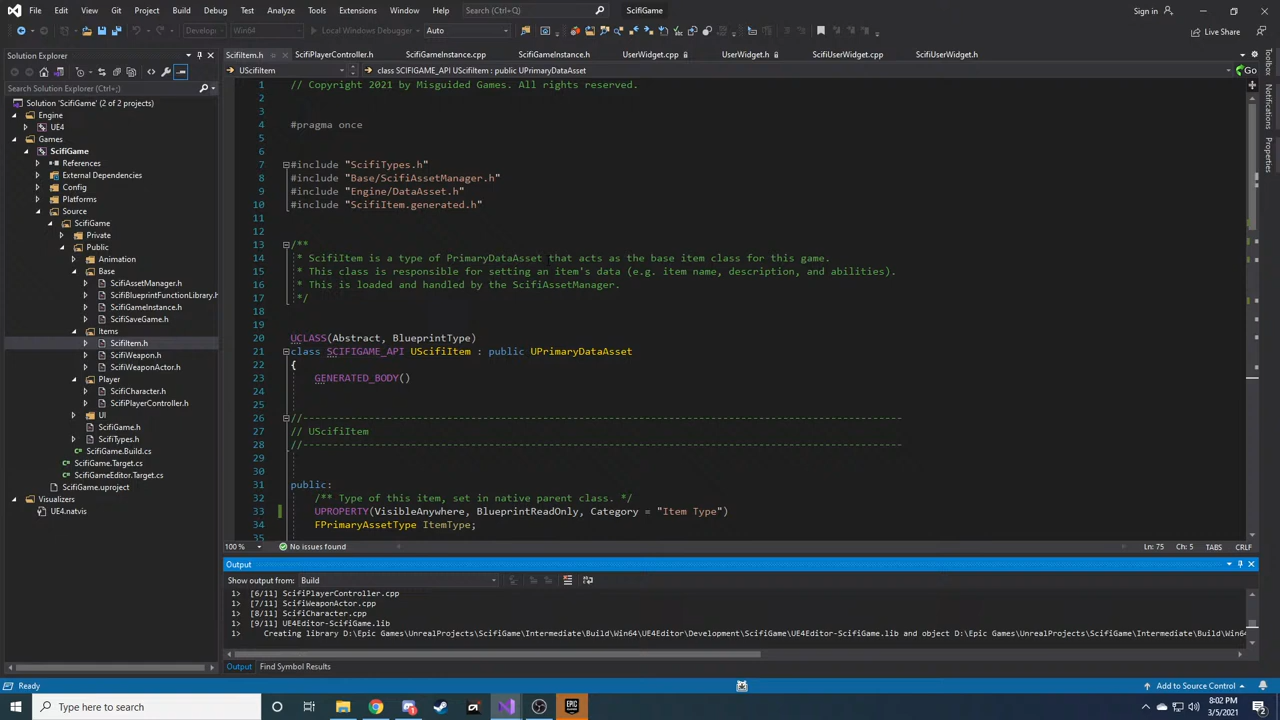 File Edit View Git Project Build Debug Test Analyze Tools Extensions Window Help Search (Ctrl+Q) ScifiGame Sign in
Develop Win64 Local Windows Debugger Auto Live Share
Solution Explorer
Search Solution Explorer (Ctrl+;)
Solution 'ScifiGame' (2 of 2 projects)
Engine
UE4
Games
ScifiGame
References
External Dependencies
Config
Platforms
Source
ScifiGame
Private
Public
Animation
Base
ScifiAssetManager.h
ScifiBlueprintFunctionLibrary.h
ScifiGameInstance.h
ScifiSaveGame.h
Items
ScifiItem.h
ScifiWeapon.h
ScifiWeaponActor.h
Player
ScifiCharacter.h
ScifiPlayerController.h
UI
ScifiGame.h
ScifiTypes.h
ScifiGame.Build.cs
ScifiGame.Target.cs
ScifiGameEditor.Target.cs
ScifiGame.uproject
Visualizers
UE4.natvis
ScifiItem.h ScifiPlayerController.h ScifiGameInstance.cpp ScifiGameInstance.h UserWidget.cpp UserWidget.h ScifiUserWidget.cpp ScifiUserWidget.h
UScifiItem class SCIFIGAME_API UScifiItem : public UPrimaryDataAsset Go
1 // Copyright 2021 by Misguided Games. All rights reserved.
2
3
4 #pragma once
5
6
7 #include "ScifiTypes.h"
8 #include "Base/ScifiAssetManager.h"
9 #include "Engine/DataAsset.h"
10 #include "ScifiItem.generated.h"
11
12
13 /**
14 * ScifiItem is a type of PrimaryDataAsset that acts as the base item class for this game.
15 * This class is responsible for setting an item's data (e.g. item name, description, and abilities).
16 * This is loaded and handled by the ScifiAssetManager.
17 */
18
19
20 UCLASS(Abstract, BlueprintType)
21 class SCIFIGAME_API UScifiItem : public UPrimaryDataAsset
22 {
23 GENERATED_BODY()
24
25
26 //----------------------------------------------------------------------------------------------------
27 // UScifiItem
28 //----------------------------------------------------------------------------------------------------
29
30
31 public:
32 /** Type of this item, set in native parent class. */
33 UPROPERTY(VisibleAnywhere, BlueprintReadOnly, Category = "Item Type")
34 FPrimaryAssetType ItemType;
35
100 % No issues found Ln: 75 Ch: 5 TABS CRLF
Output
Show output from: Build
1> [6/11] ScifiPlayerController.cpp
1> [7/11] ScifiWeaponActor.cpp
1> [8/11] ScifiCharacter.cpp
1> [9/11] UE4Editor-ScifiGame.lib
1> Creating library D:\Epic Games\UnrealProjects\ScifiGame\Intermediate\Build\Win64\UE4Editor\Development\ScifiGame\UE4Editor-ScifiGame.lib and object D:\Epic Games\UnrealProjects\ScifiGame\Intermediate\Build\Win64
Output Find Symbol Results
Toolbox
Notifications
Properties
Ready Add to Source Control
Type here to search
EPIC
8:02 PM
3/5/2021
2